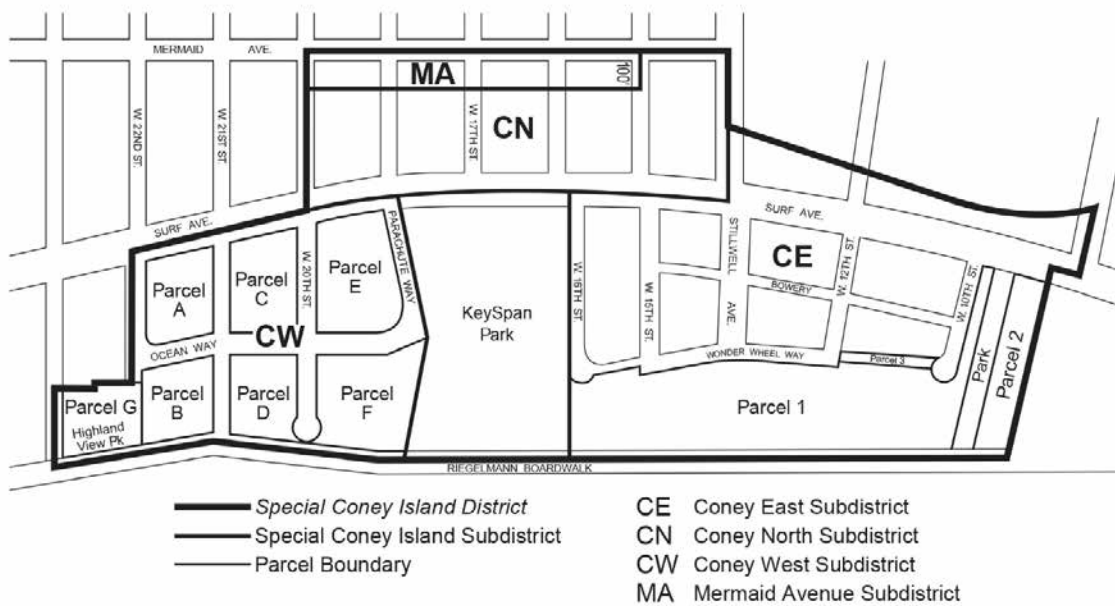 MERMAID AVE.
MA
100'
W. 22ND ST.
W. 21ST ST.
W. 17TH ST.
CN
SURF AVE.
SURF AVE.
PARACHUTE WAY
W. 20TH ST.
Parcel
A
Parcel
C
Parcel
E
CW
OCEAN WAY
KeySpan
Park
W. 16TH ST.
W. 15TH ST.
STILLWELL
AVE.
CE
BOWERY
W. 12TH ST.
W. 10TH ST.
WONDER WHEEL WAY
Parcel 3
Park
Parcel 2
Parcel 1
Parcel G
Highland
View Pk
Parcel
B
Parcel
D
Parcel
F
RIEGELMANN BOARDWALK
Special Coney Island District
Special Coney Island Subdistrict
Parcel Boundary
CE Coney East Subdistrict
CN Coney North Subdistrict
CW Coney West Subdistrict
MA Mermaid Avenue Subdistrict